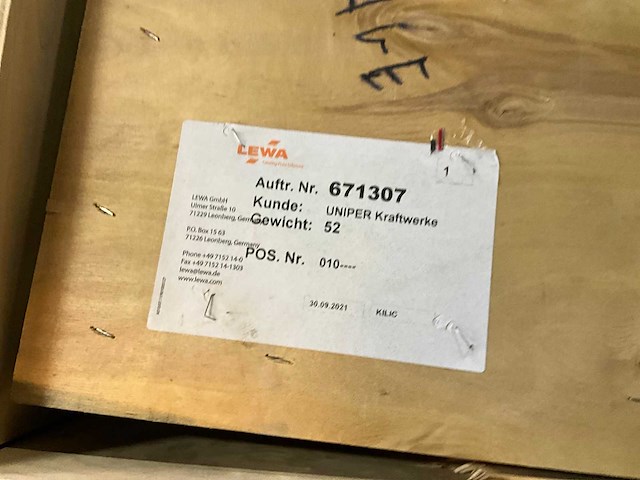 AGE
LEWA
1
Auftr. Nr. 671307
Kunde: UNIPER Kraftwerke
Gewicht: 52
POS. Nr. 010----
LEWA GmbH
Ulmer Straße 10
71229 Leonberg, Germany
P.O. Box 15 63
71226 Leonberg, Germany
Phone +49 7152 14-0
Fax +49 7152 14-1303
lewa@lewa.de
www.lewa.com
30.09.2021 KILIC